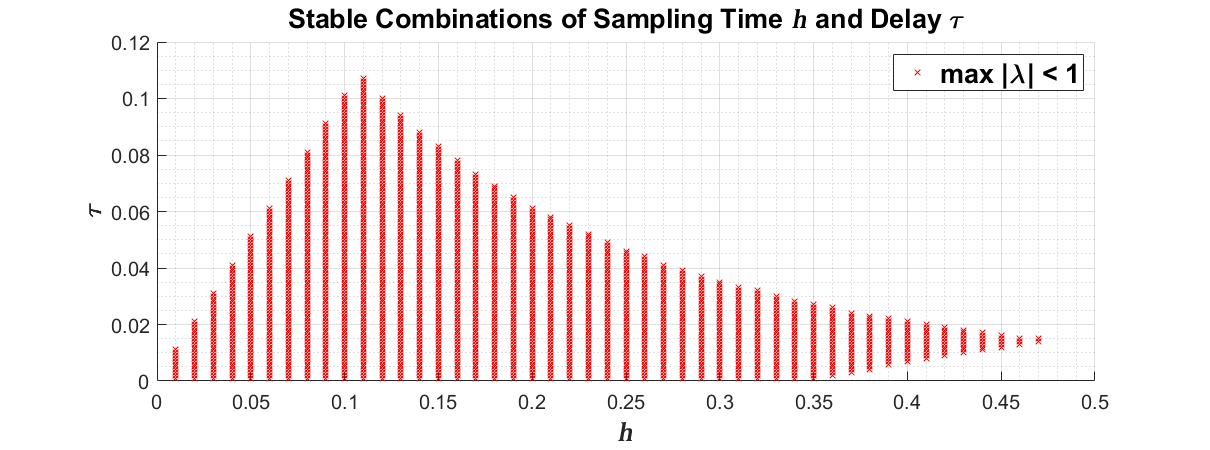 Stable Combinations of Sampling Time h and Delay τ
max |λ| < 1
0.12
0.1
0.08
0.06
0.04
0.02
0
τ
0 0.05 0.1 0.15 0.2 0.25 0.3 0.35 0.4 0.45 0.5
h